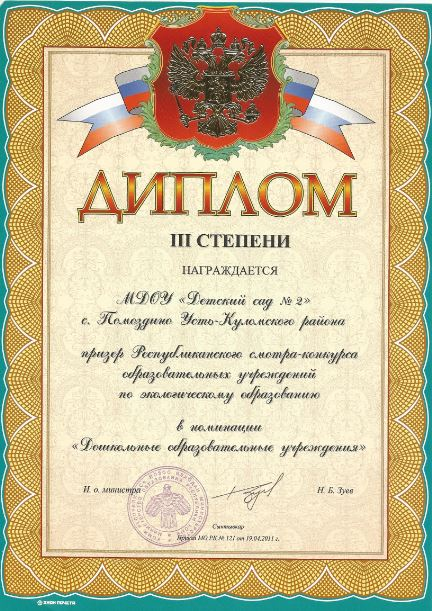 ДИПЛОМ
III СТЕПЕНИ
НАГРАЖДАЕТСЯ
МДОУ «Детский сад № 2»
с. Помоздино Усть-Куломского района
призер Республиканского смотра-конкурса
образовательных учреждений
по экологическому образованию
в номинации
«Дошкольные образовательные учреждения»
И. о. министра
Н. Б. Зуев
Сыктывкар
Приказ МО РК № 121 от 19.04.2011 г.
ЗНАК ПОЧЕТА